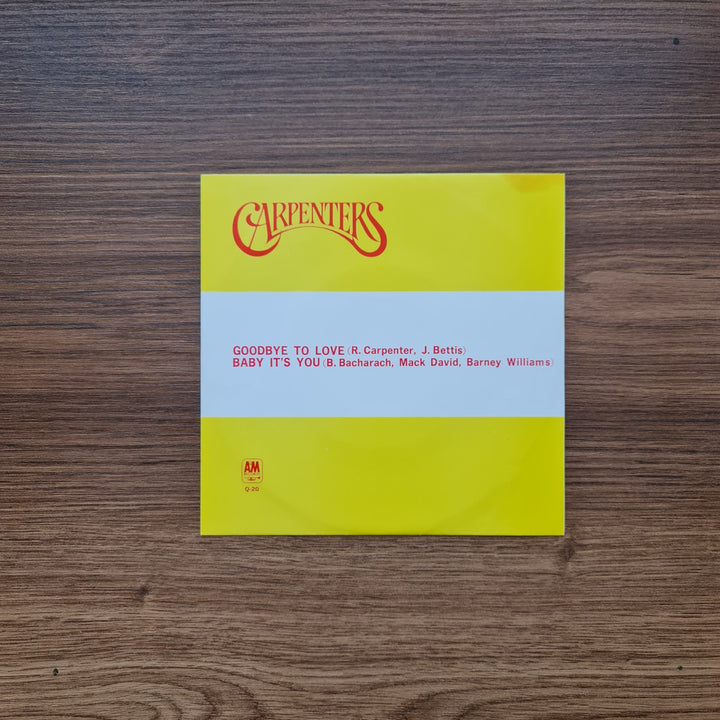 CARPENTERS
GOODBYE TO LOVE (R. Carpenter, J. Bettis)
BABY IT'S YOU (B. Bacharach, Mack David, Barney Williams)
A&M
Q-20